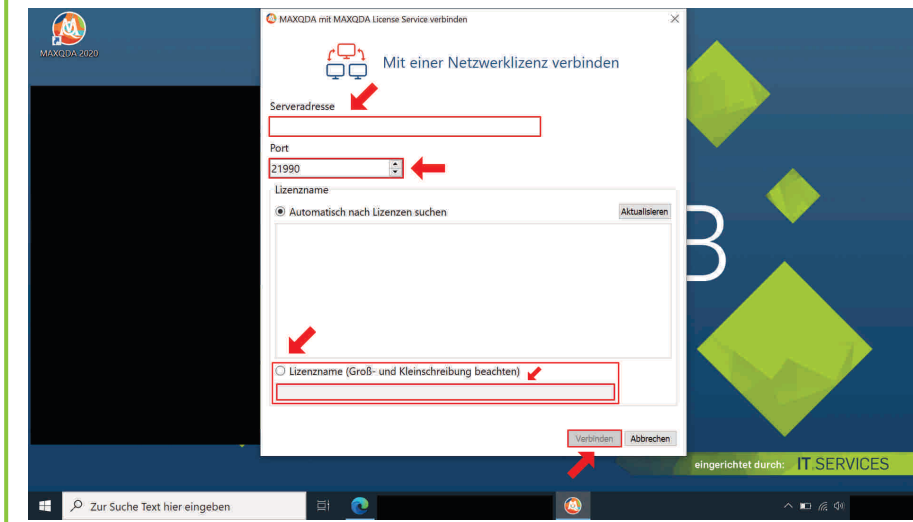 MAXQDA 2020
MAXQDA mit MAXQDA License Service verbinden
Mit einer Netzwerklizenz verbinden
Serveradresse
Port
21990
Lizenzname
Automatisch nach Lizenzen suchen
Aktualisieren
Lizenzname (Groß- und Kleinschreibung beachten)
Verbinden
Abbrechen
B
eingerichtet durch: IT.SERVICES
Zur Suche Text hier eingeben